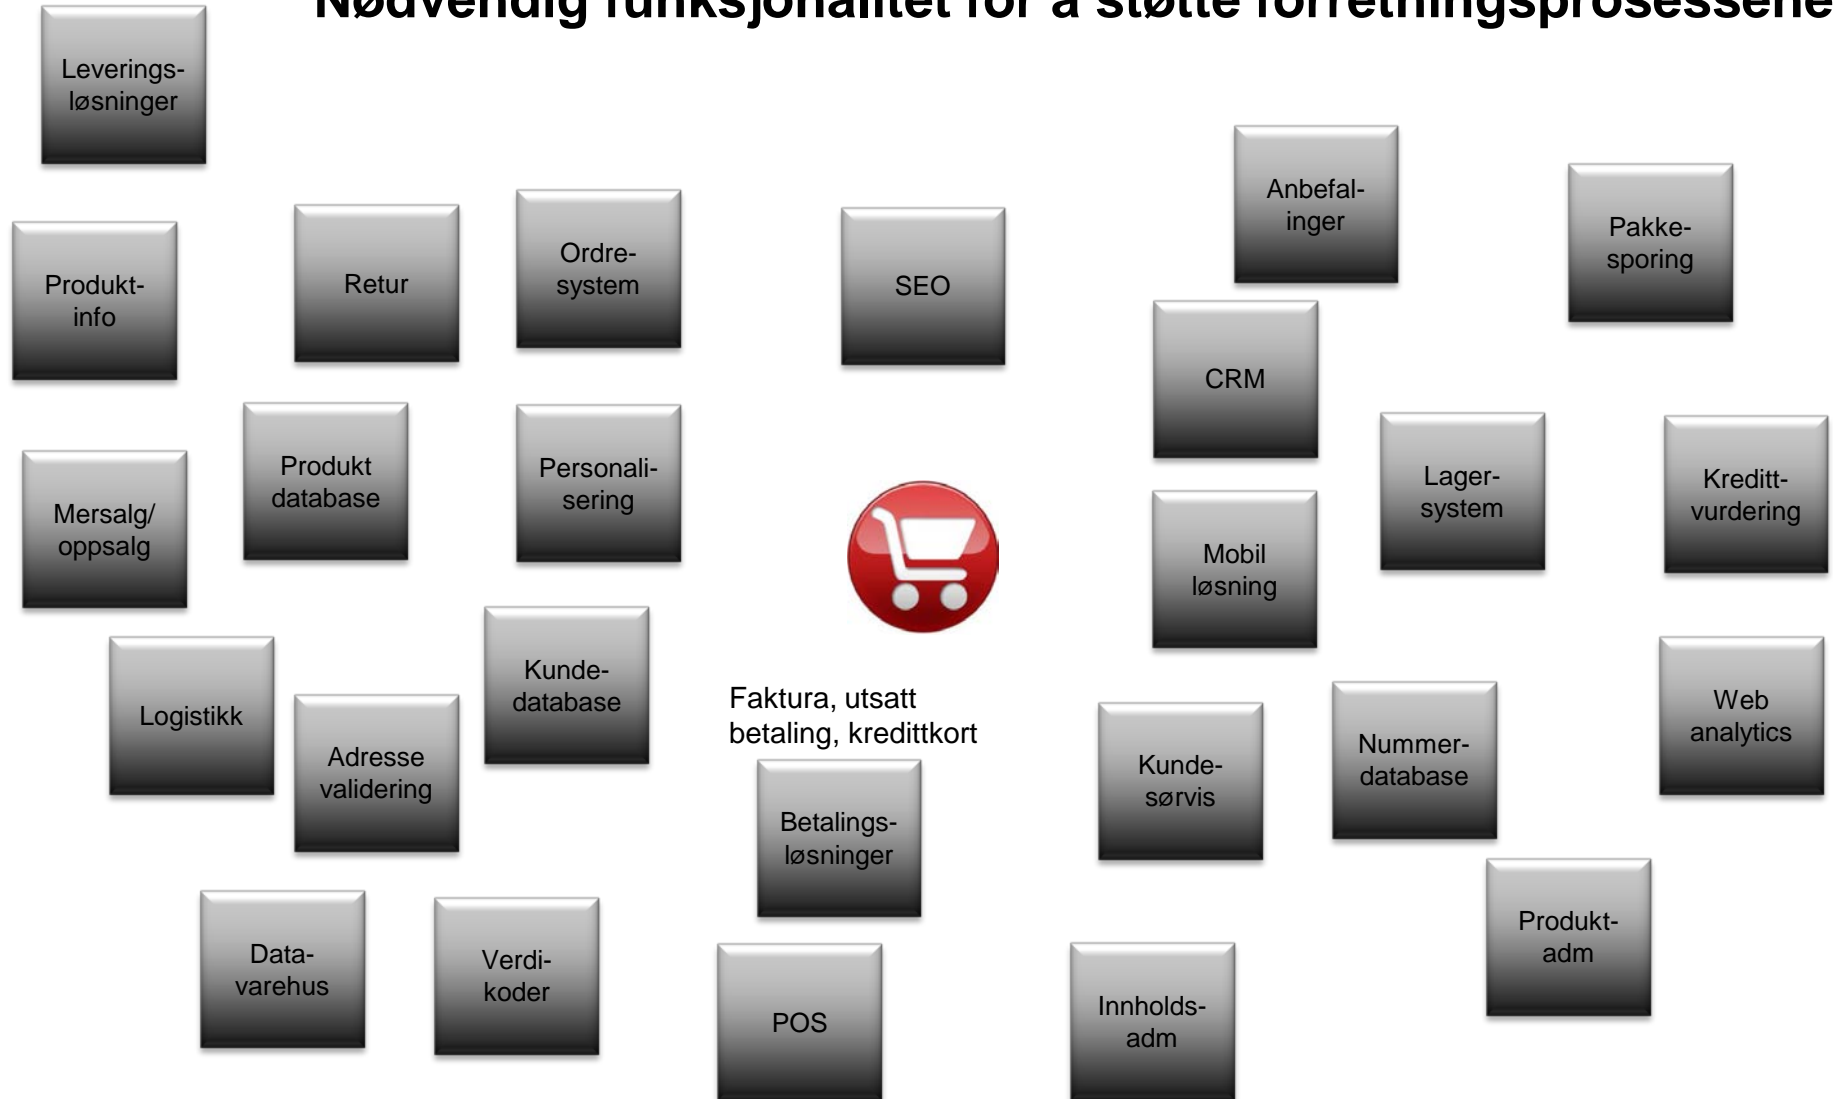 Nødvendig funksjonalitet for å støtte forretningsprosessene
Leverings-
løsninger
Anbefal-
inger
Pakke-
sporing
Produkt-
info
Retur
Ordre-
system
SEO
CRM
Mersalg/
oppsalg
Produkt
database
Personali-
sering
Lager-
system
Kreditt-
vurdering
Mobil
løsning
Logistikk
Adresse
validering
Kunde-
database
Faktura, utsatt
betaling, kredittkort
Betalings-
løsninger
Kunde-
sørvis
Nummer-
database
Web
analytics
Data-
varehus
Verdi-
koder
POS
Innholds-
adm
Produkt-
adm